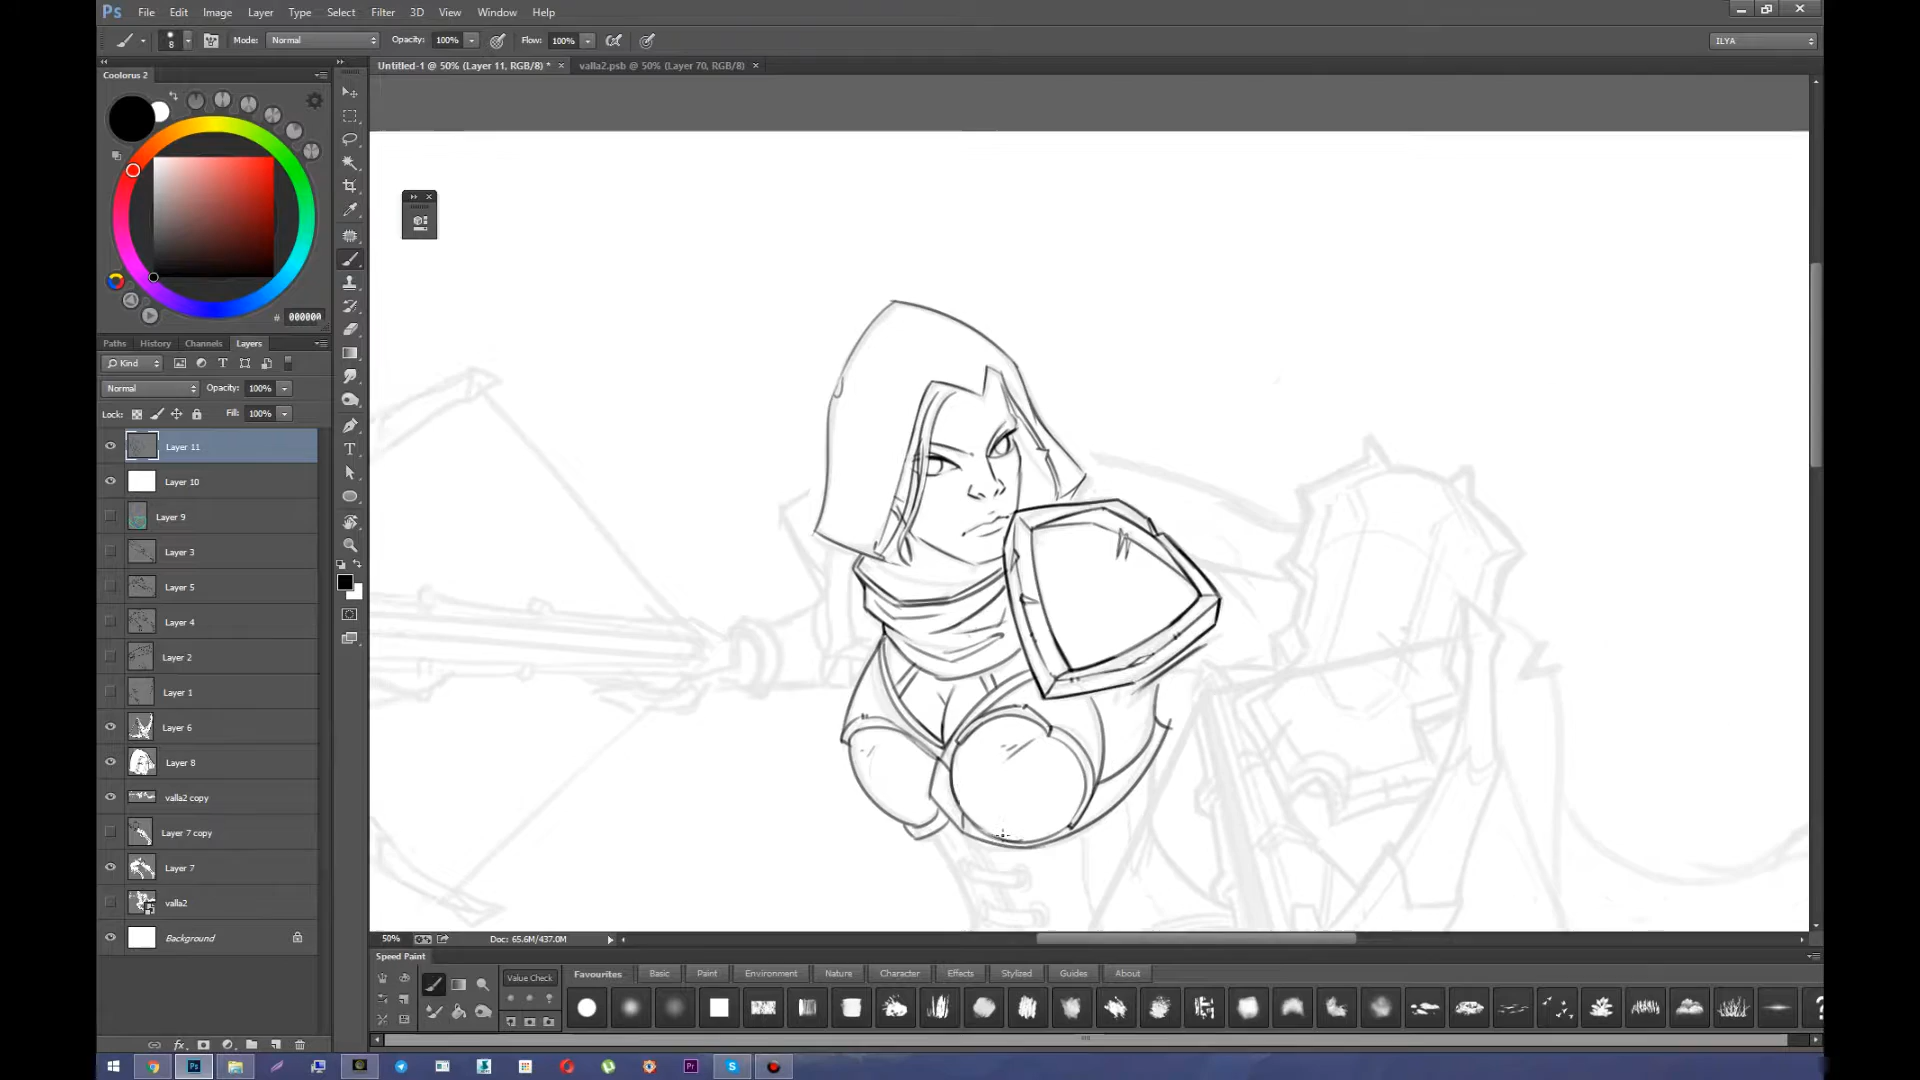 Ps File Edit Image Layer Type Select Filter 3D View Window Help
8 Mode: Normal Opacity: 100% Flow: 100% ILYA
Untitled-1 @ 50% (Layer 11, RGB/8) * valla2.psb @ 50% (Layer 70, RGB/8)
Coolorus 2
# 000000
Paths History Channels Layers
Kind T
Normal Opacity: 100%
Lock: Fill: 100%
Layer 11
Layer 10
Layer 9
Layer 3
Layer 5
Layer 4
Layer 2
Layer 1
Layer 6
Layer 8
valla2 copy
Layer 7 copy
Layer 7
valla2
Background
T
50% Doc: 65.6M/437.0M
Speed Paint
Value Check Favourites Basic Paint Environment Nature Character Effects Stylized Guides About
fx
Ps Pr S